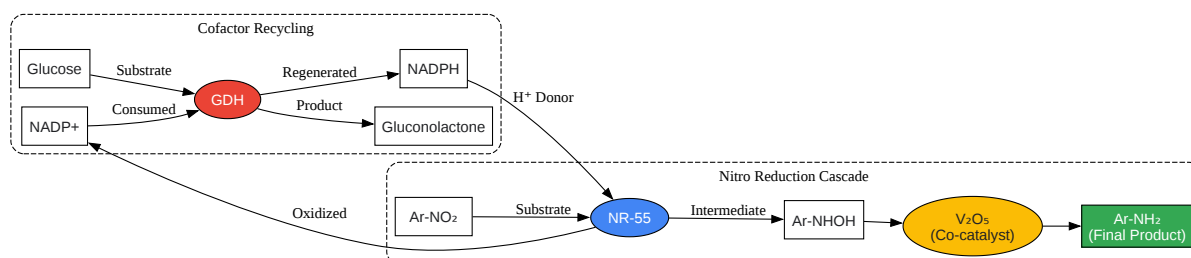 Cofactor Recycling
Glucose
Substrate
GDH
Regenerated
NADPH
NADP+
Consumed
Product
Gluconolactone
H⁺ Donor
Oxidized
Nitro Reduction Cascade
Ar-NO₂
Substrate
NR-55
Intermediate
Ar-NHOH
V₂O₅
(Co-catalyst)
Ar-NH₂
(Final Product)